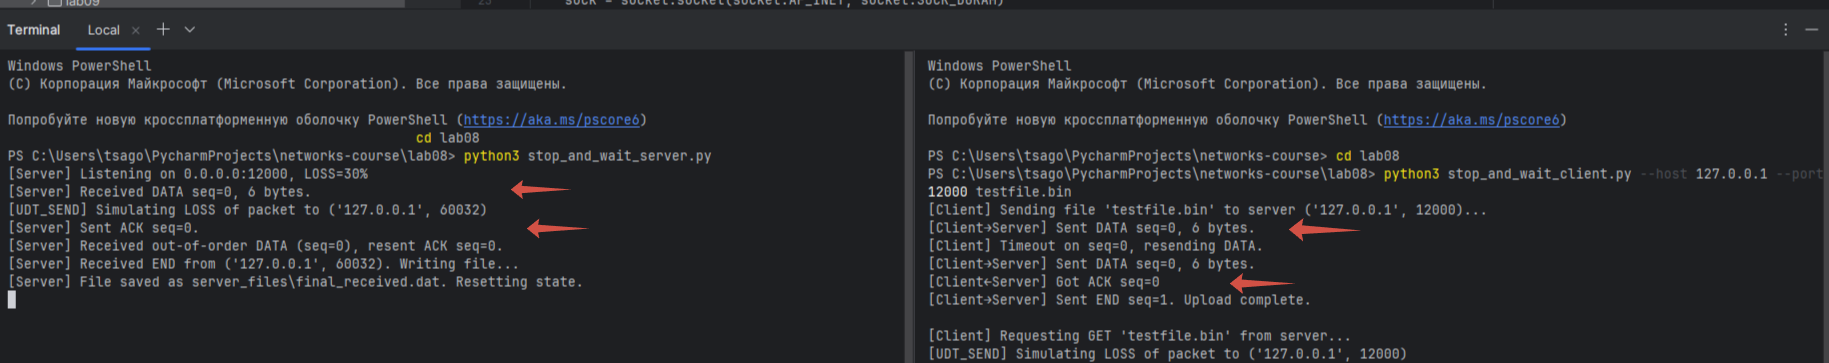 lab09
23 sock = socket.socket(socket.AF_INET, socket.SOCK_DGRAM)
Terminal Local
Windows PowerShell
(C) Корпорация Майкрософт (Microsoft Corporation). Все права защищены.
Попробуйте новую кроссплатформенную оболочку PowerShell (https://aka.ms/pscore6)
cd lab08
PS C:\Users\tsago\PycharmProjects\networks-course\lab08> python3 stop_and_wait_server.py
[Server] Listening on 0.0.0.0:12000, LOSS=30%
[Server] Received DATA seq=0, 6 bytes.
[UDT_SEND] Simulating LOSS of packet to ('127.0.0.1', 60032)
[Server] Sent ACK seq=0.
[Server] Received out-of-order DATA (seq=0), resent ACK seq=0.
[Server] Received END from ('127.0.0.1', 60032). Writing file...
[Server] File saved as server_files\final_received.dat. Resetting state.
Windows PowerShell
(C) Корпорация Майкрософт (Microsoft Corporation). Все права защищены.
Попробуйте новую кроссплатформенную оболочку PowerShell (https://aka.ms/pscore6)
PS C:\Users\tsago\PycharmProjects\networks-course> cd lab08
PS C:\Users\tsago\PycharmProjects\networks-course\lab08> python3 stop_and_wait_client.py --host 127.0.0.1 --port
12000 testfile.bin
[Client] Sending file 'testfile.bin' to server ('127.0.0.1', 12000)...
[Client→Server] Sent DATA seq=0, 6 bytes.
[Client] Timeout on seq=0, resending DATA.
[Client→Server] Sent DATA seq=0, 6 bytes.
[Client←Server] Got ACK seq=0
[Client→Server] Sent END seq=1. Upload complete.
[Client] Requesting GET 'testfile.bin' from server...
[UDT_SEND] Simulating LOSS of packet to ('127.0.0.1', 12000)